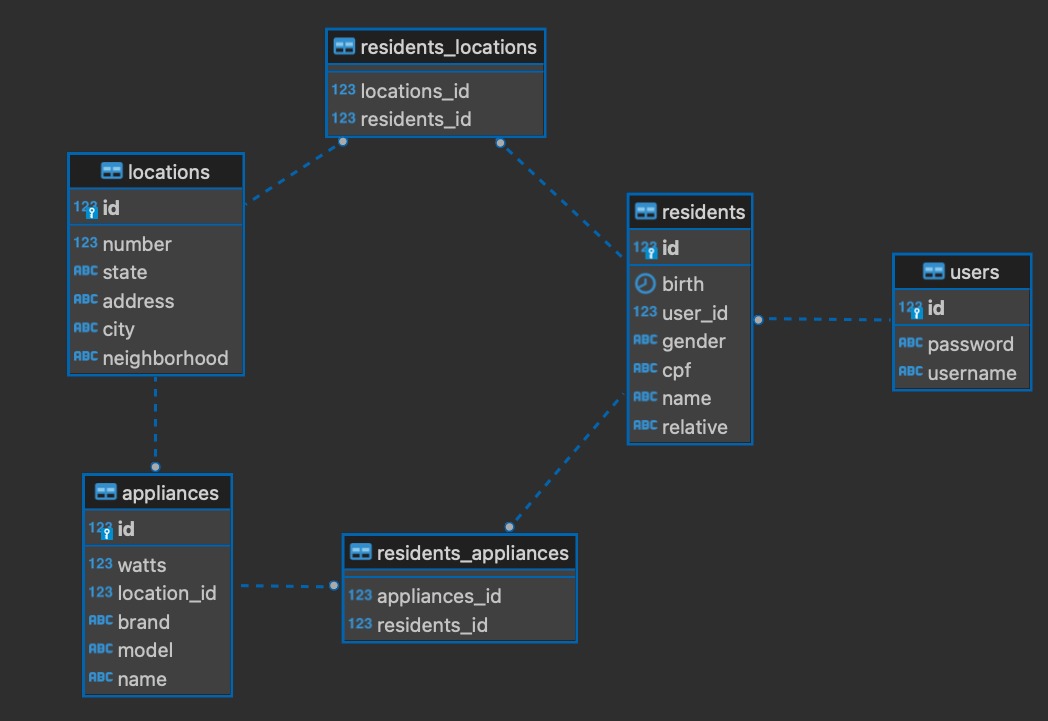 residents_locations
123 locations_id
123 residents_id
locations
123 id
123 number
ABC state
ABC address
ABC city
ABC neighborhood
residents
123 id
birth
123 user_id
ABC gender
ABC cpf
ABC name
ABC relative
users
123 id
ABC password
ABC username
appliances
123 id
123 watts
123 location_id
ABC brand
ABC model
ABC name
residents_appliances
123 appliances_id
123 residents_id